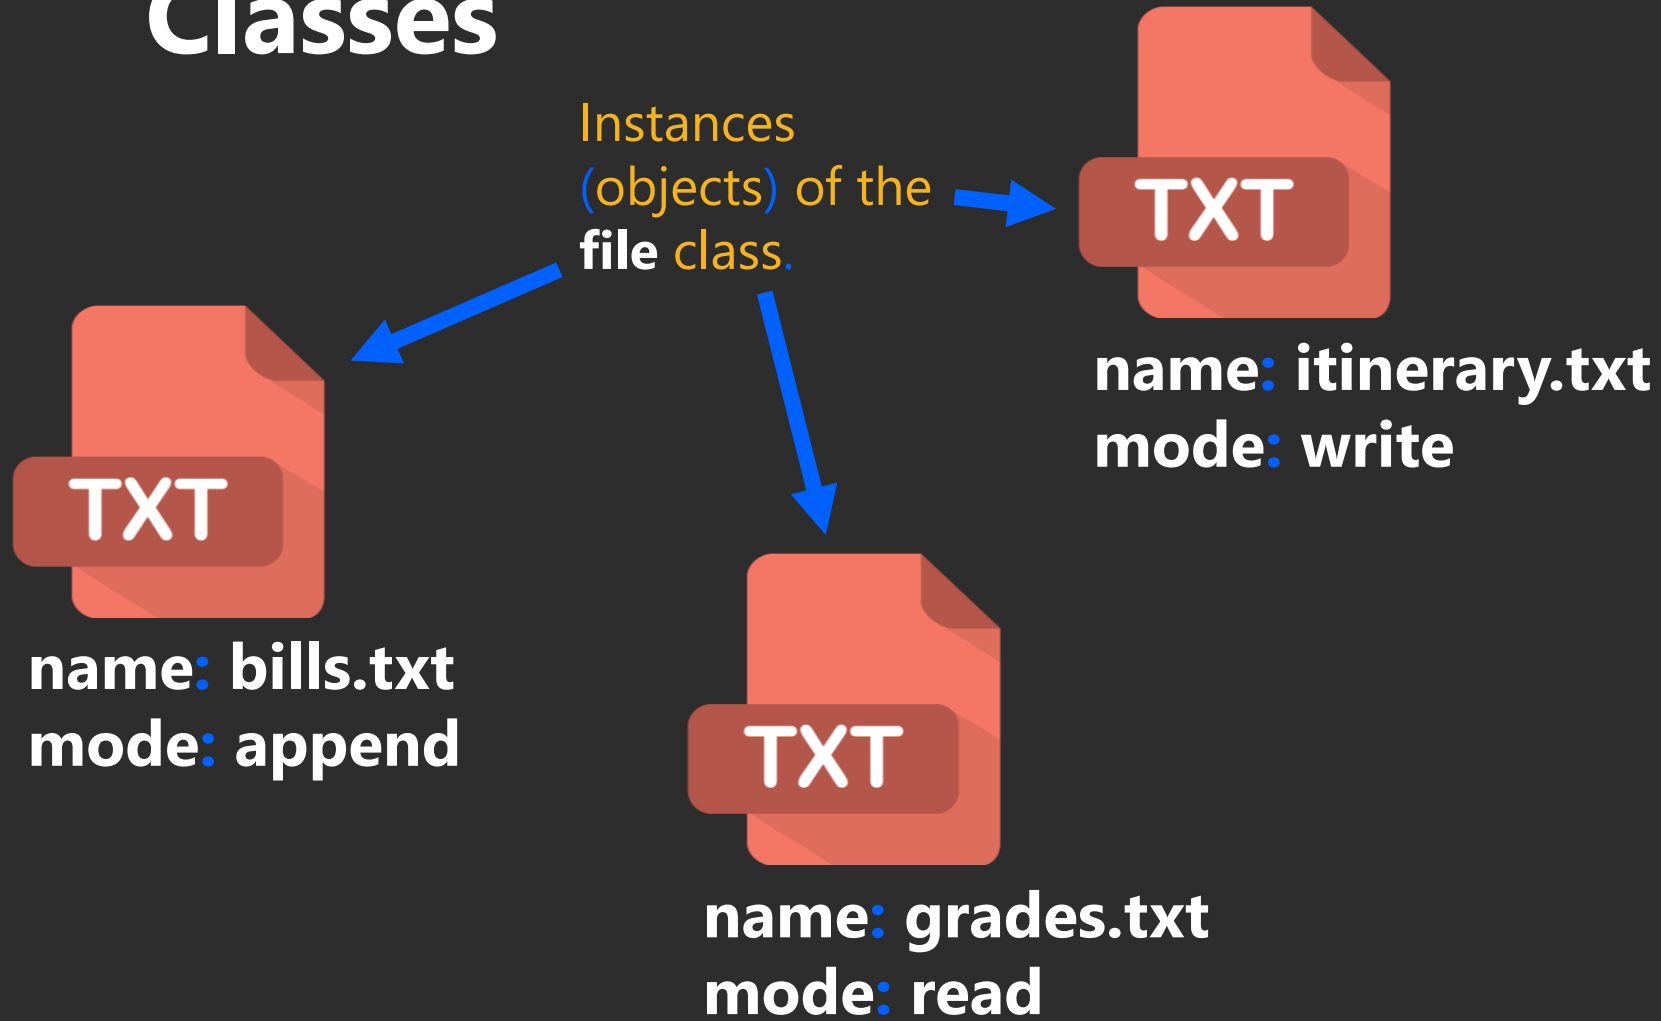 Classes
Instances
(objects) of the
file class.
TXT
name: itinerary.txt
mode: write
TXT
name: bills.txt
mode: append
TXT
name: grades.txt
mode: read